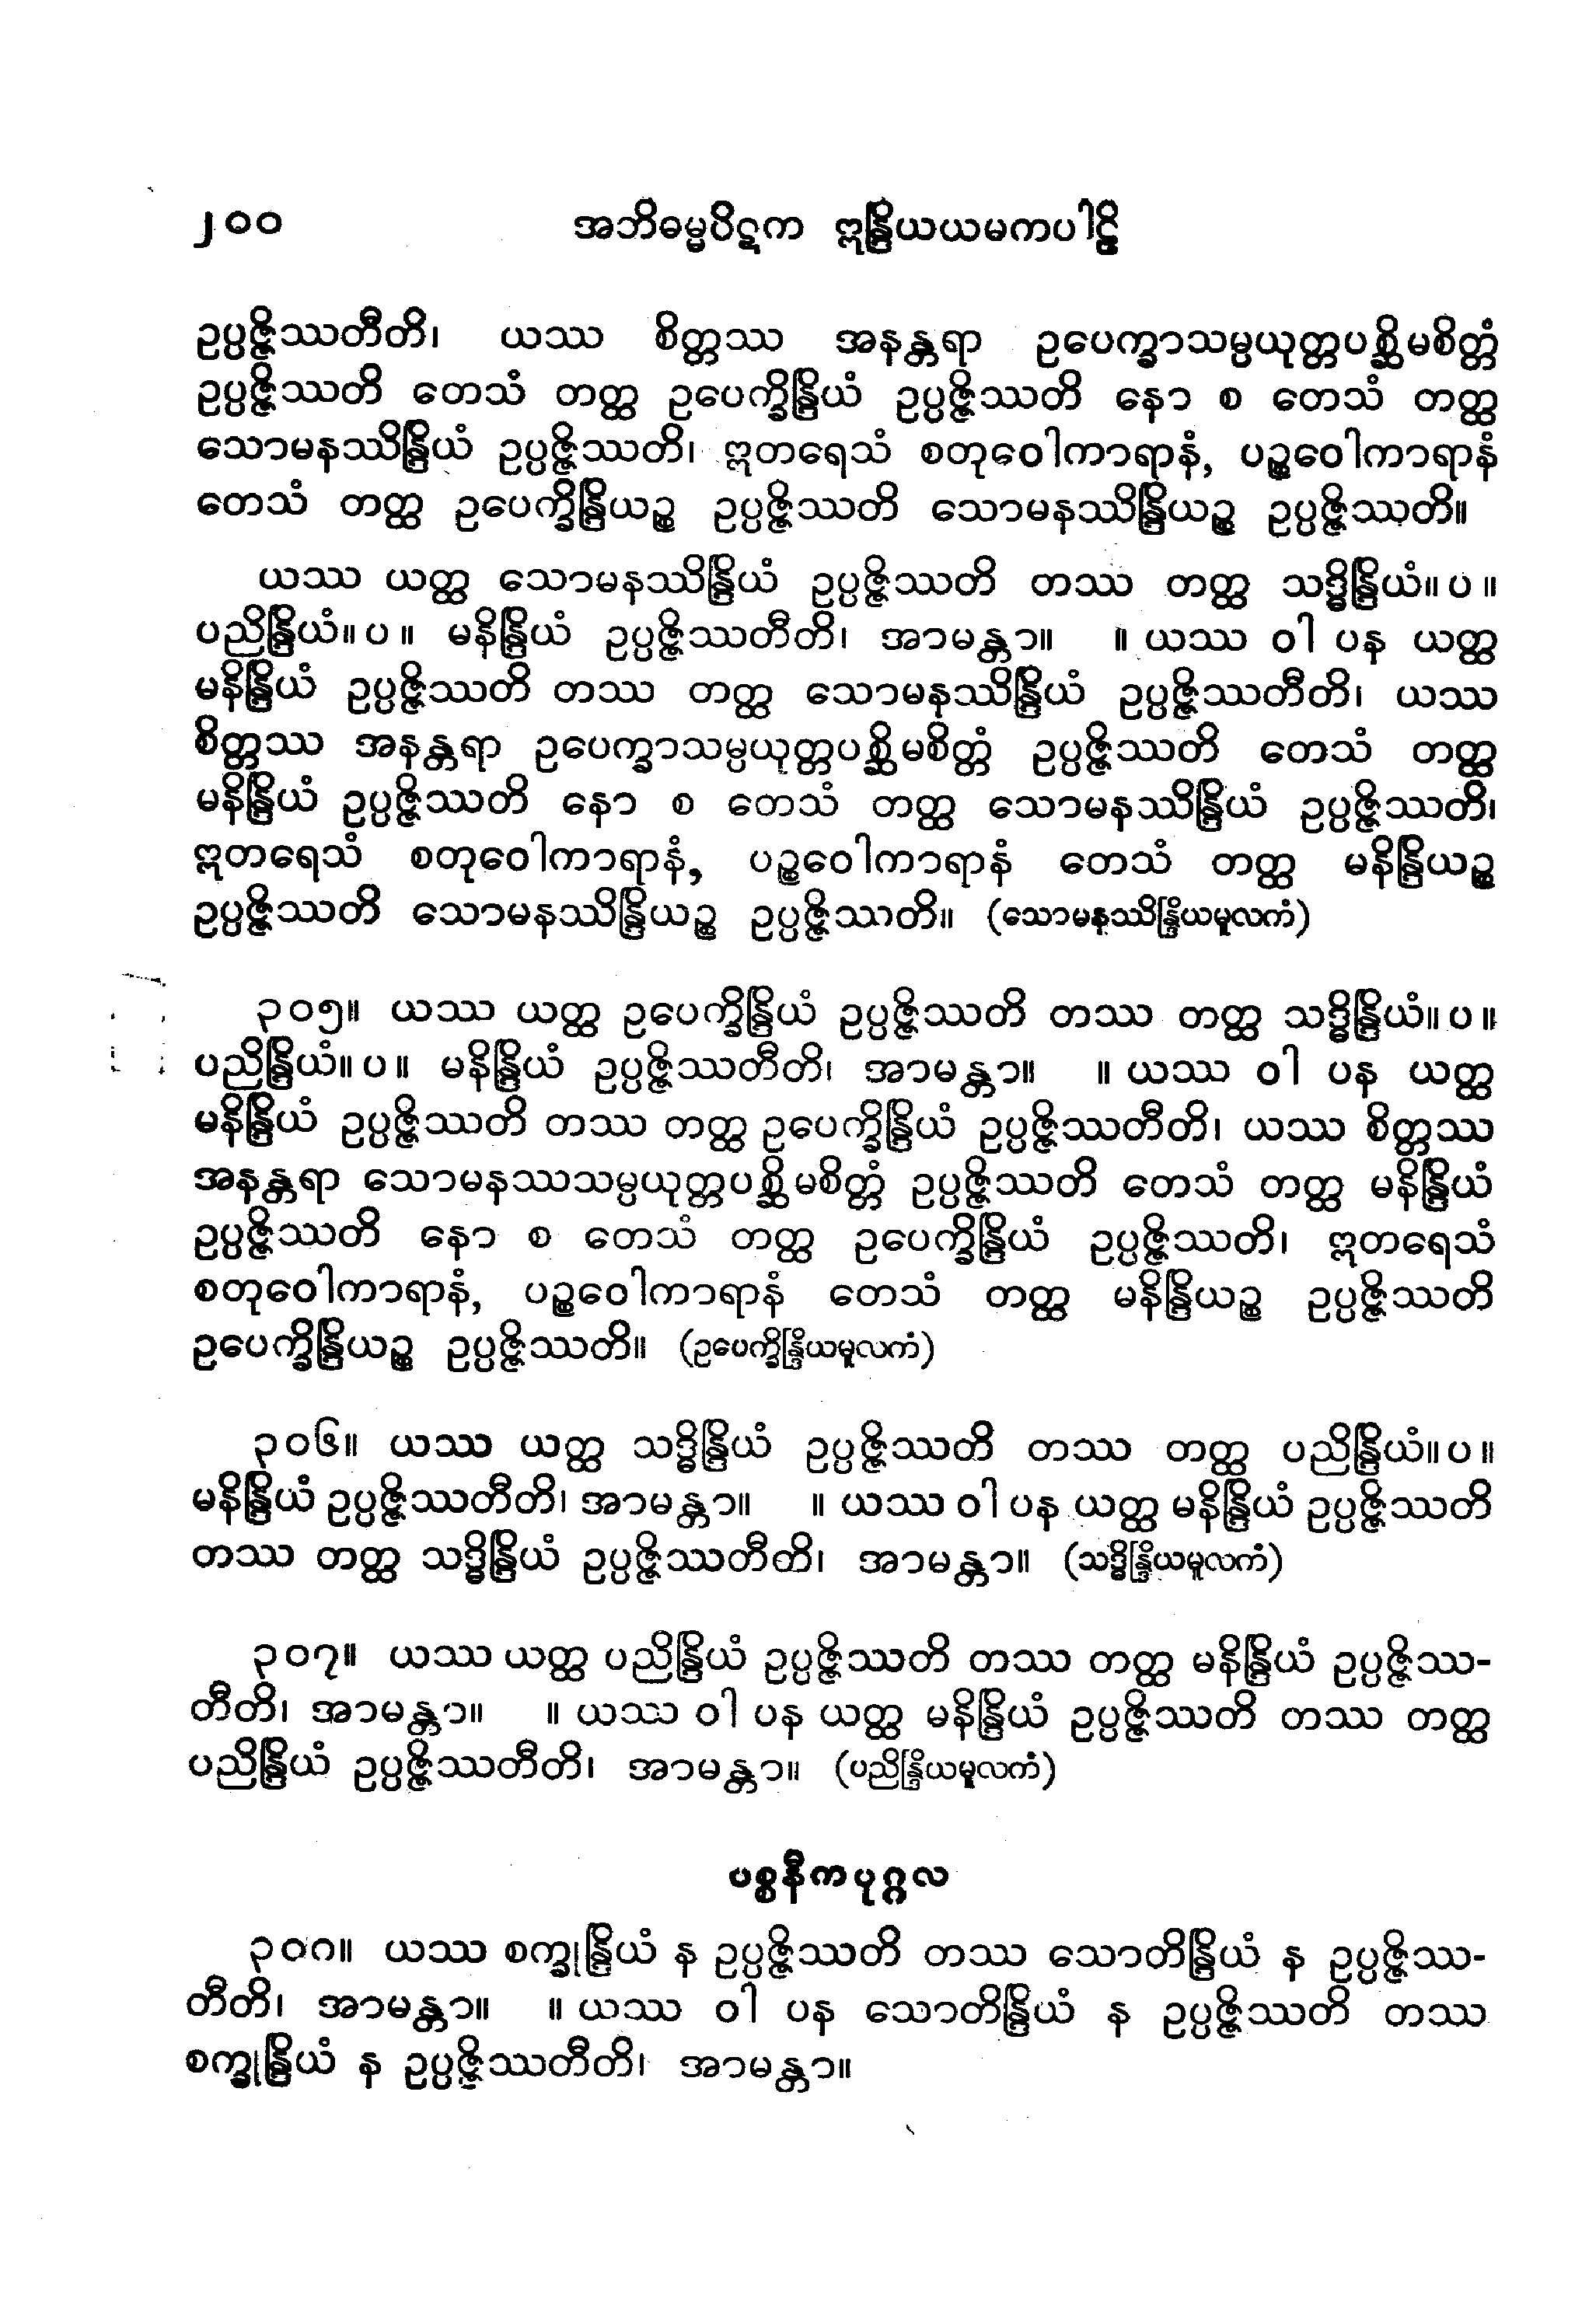 ၂၀၀ အဘိဓမ္မပိဋက ဣန္ဒြိယယမကပါဠိ
ဥပ္ပဇ္ဇိဿတီတိ၊ ယဿ စိတ္တဿ အနန္တရာ ဥပေက္ခာသမ္ပယုတ္တပစ္ဆိမစိတ္တံ
ဥပ္ပဇ္ဇိဿတိ တေသံ တတ္ထ ဥပေက္ခိန္ဒြိယံ ဥပ္ပဇ္ဇိဿတိ နော စ တေသံ တတ္ထ
သောမနဿိန္ဒြိယံ ဥပ္ပဇ္ဇိဿတိ၊ ဣတရေသံ စတုဝေါကာရာနံ, ပဉ္စဝေါကာရာနံ
တေသံ တတ္ထ ဥပေက္ခိန္ဒြိယဉ္စ ဥပ္ပဇ္ဇိဿတိ သောမနဿိန္ဒြိယဉ္စ ဥပ္ပဇ္ဇိဿတိ။
ယဿ ယတ္ထ သောမနဿိန္ဒြိယံ ဥပ္ပဇ္ဇိဿတိ တဿ တတ္ထ သဒ္ဓိန္ဒြိယံ။ပ။
ပညိန္ဒြိယံ။ပ။ မနိန္ဒြိယံ ဥပ္ပဇ္ဇိဿတီတိ၊ အာမန္တာ။ ။ ယဿ ဝါ ပန ယတ္ထ
မနိန္ဒြိယံ ဥပ္ပဇ္ဇိဿတိ တဿ တတ္ထ သောမနဿိန္ဒြိယံ ဥပ္ပဇ္ဇိဿတီတိ၊ ယဿ
စိတ္တဿ အနန္တရာ ဥပေက္ခာသမ္ပယုတ္တပစ္ဆိမစိတ္တံ ဥပ္ပဇ္ဇိဿတိ တေသံ တတ္ထ
မနိန္ဒြိယံ ဥပ္ပဇ္ဇိဿတိ နော စ တေသံ တတ္ထ သောမနဿိန္ဒြိယံ ဥပ္ပဇ္ဇိဿတိ၊
ဣတရေသံ စတုဝေါကာရာနံ, ပဉ္စဝေါကာရာနံ တေသံ တတ္ထ မနိန္ဒြိယဉ္စ
ဥပ္ပဇ္ဇိဿတိ သောမနဿိန္ဒြိယဉ္စ ဥပ္ပဇ္ဇိဿတိ။ (သောမနဿိန္ဒြိယမူလကံ)
၃၀၅။ ယဿ ယတ္ထ ဥပေက္ခိန္ဒြိယံ ဥပ္ပဇ္ဇိဿတိ တဿ တတ္ထ သဒ္ဓိန္ဒြိယံ။ပ။
ပညိန္ဒြိယံ။ပ။ မနိန္ဒြိယံ ဥပ္ပဇ္ဇိဿတီတိ၊ အာမန္တာ။ ။ ယဿ ဝါ ပန ယတ္ထ
မနိန္ဒြိယံ ဥပ္ပဇ္ဇိဿတိ တဿ တတ္ထ ဥပေက္ခိန္ဒြိယံ ဥပ္ပဇ္ဇိဿတီတိ၊ ယဿ စိတ္တဿ
အနန္တရာ သောမနဿသမ္ပယုတ္တပစ္ဆိမစိတ္တံ ဥပ္ပဇ္ဇိဿတိ တေသံ တတ္ထ မနိန္ဒြိယံ
ဥပ္ပဇ္ဇိဿတိ နော စ တေသံ တတ္ထ ဥပေက္ခိန္ဒြိယံ ဥပ္ပဇ္ဇိဿတိ၊ ဣတရေသံ
စတုဝေါကာရာနံ, ပဉ္စဝေါကာရာနံ တေသံ တတ္ထ မနိန္ဒြိယဉ္စ ဥပ္ပဇ္ဇိဿတိ
ဥပေက္ခိန္ဒြိယဉ္စ ဥပ္ပဇ္ဇိဿတိ။ (ဥပေက္ခိန္ဒြိယမူလကံ)
၃၀၆။ ယဿ ယတ္ထ သဒ္ဓိန္ဒြိယံ ဥပ္ပဇ္ဇိဿတိ တဿ တတ္ထ ပညိန္ဒြိယံ။ပ။
မနိန္ဒြိယံ ဥပ္ပဇ္ဇိဿတီတိ၊ အာမန္တာ။ ။ ယဿ ဝါ ပန ယတ္ထ မနိန္ဒြိယံ ဥပ္ပဇ္ဇိဿတိ
တဿ တတ္ထ သဒ္ဓိန္ဒြိယံ ဥပ္ပဇ္ဇိဿတီတိ၊ အာမန္တာ။ (သဒ္ဓိန္ဒြိယမူလကံ)
၃၀၇။ ယဿ ယတ္ထ ပညိန္ဒြိယံ ဥပ္ပဇ္ဇိဿတိ တဿ တတ္ထ မနိန္ဒြိယံ ဥပ္ပဇ္ဇိဿ-
တီတိ၊ အာမန္တာ။ ။ ယဿ ဝါ ပန ယတ္ထ မနိန္ဒြိယံ ဥပ္ပဇ္ဇိဿတိ တဿ တတ္ထ
ပညိန္ဒြိယံ ဥပ္ပဇ္ဇိဿတီတိ၊ အာမန္တာ။ (ပညိန္ဒြိယမူလကံ)
ပစ္စနီကပုဂ္ဂလ
၃၀၈။ ယဿ စက္ခုန္ဒြိယံ န ဥပ္ပဇ္ဇိဿတိ တဿ သောတိန္ဒြိယံ န ဥပ္ပဇ္ဇိဿ-
တီတိ၊ အာမန္တာ။ ။ ယဿ ဝါ ပန သောတိန္ဒြိယံ န ဥပ္ပဇ္ဇိဿတိ တဿ
စက္ခုန္ဒြိယံ န ဥပ္ပဇ္ဇိဿတီတိ၊ အာမန္တာ။